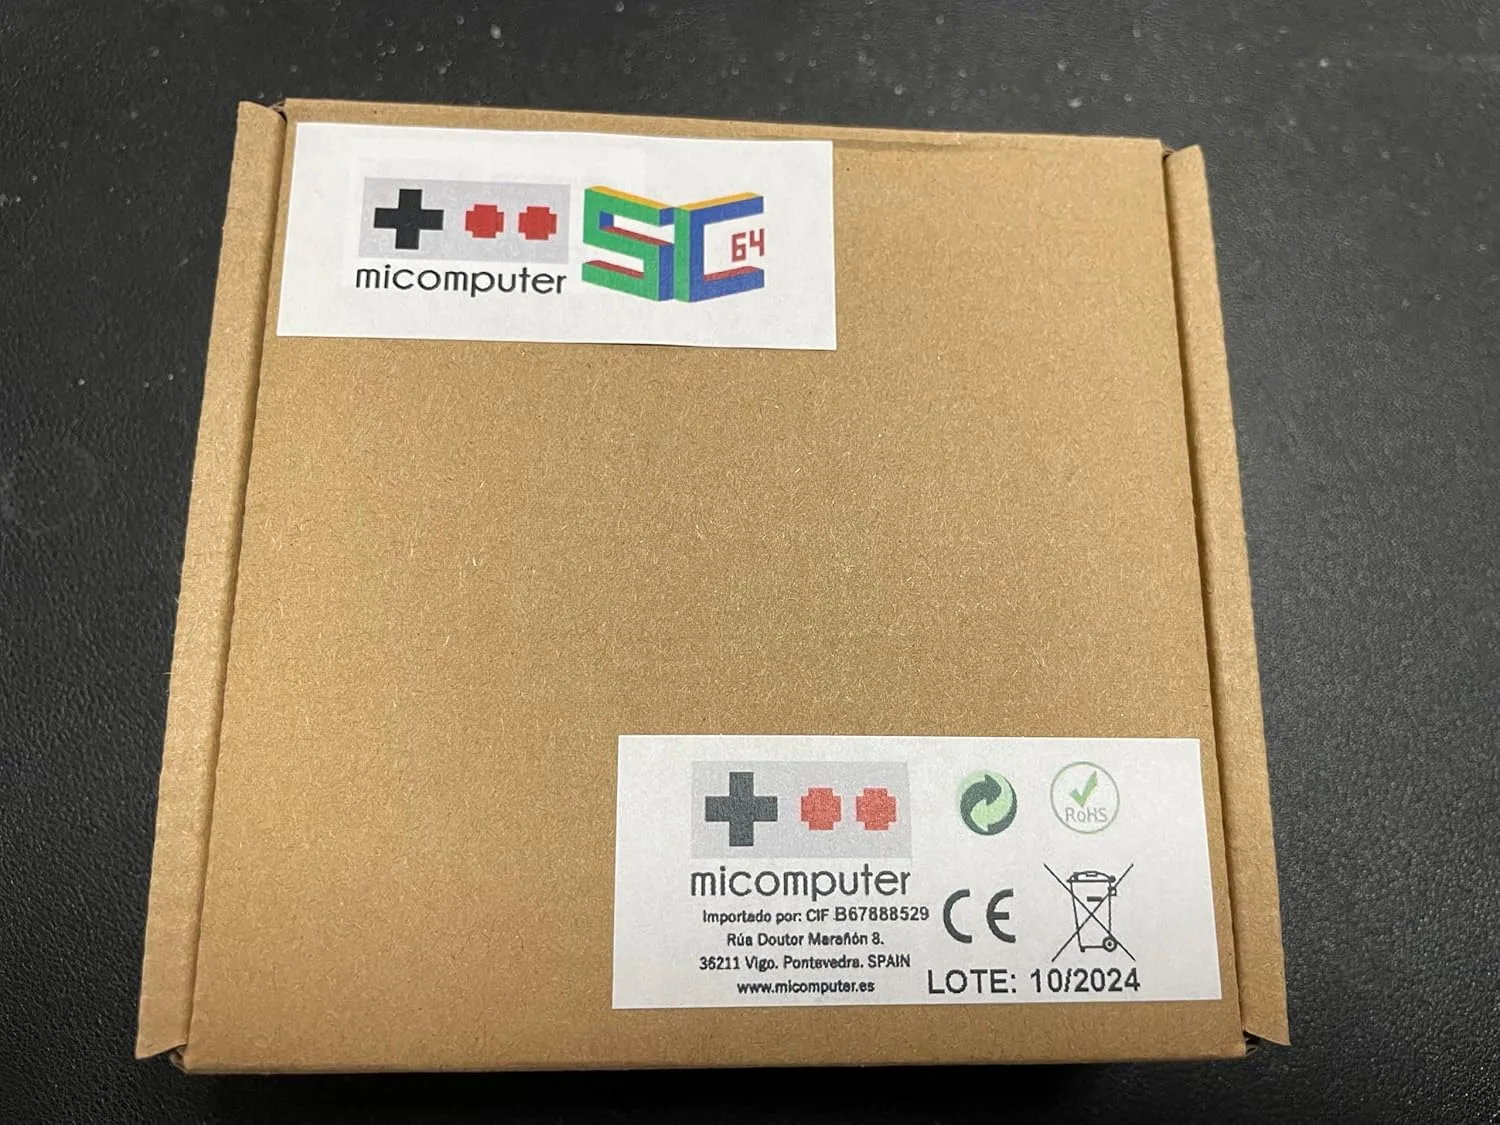 micomputer
SC
64
micomputer
Importado por: CIF B67888529
Rúa Doutor Marañón 8.
36211 Vigo. Pontevedra. SPAIN
www.micomputer.es
RoHS
CE
LOTE: 10/2024